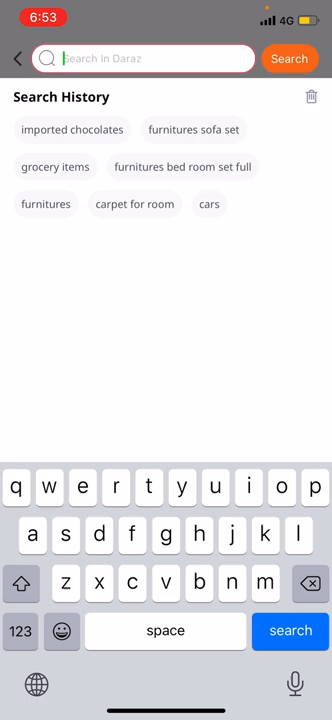 6:53 4G
Search in Daraz Search
Search History
imported chocolates furnitures sofa set
grocery items furnitures bed room set full
furnitures carpet for room cars
q w e r t y u i o p
a s d f g h j k l
z x c v b n m
123 space search